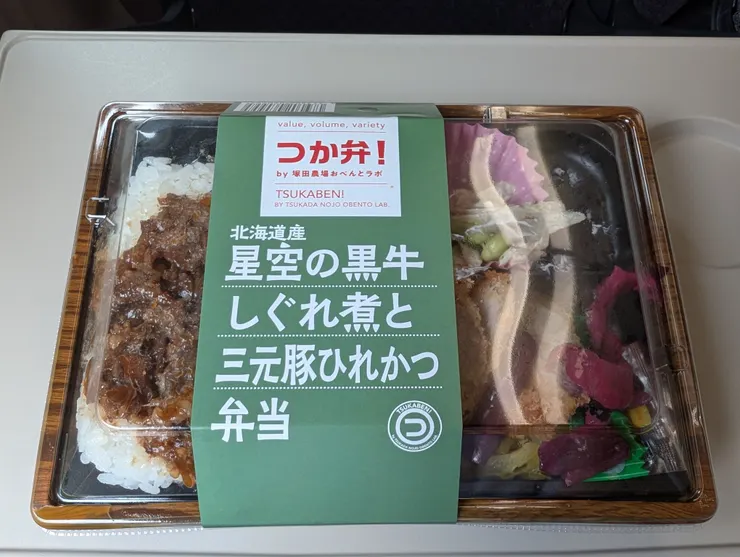 value, volume, variety
つか弁!
by 塚田農場おべんとラボ
TSUKABEN!
BY TSUKADA NOJO OBENTO LAB.
北海道産
星空の黒牛
しぐれ煮と
三元豚ひれかつ
弁当
TSUKABEN!
つ